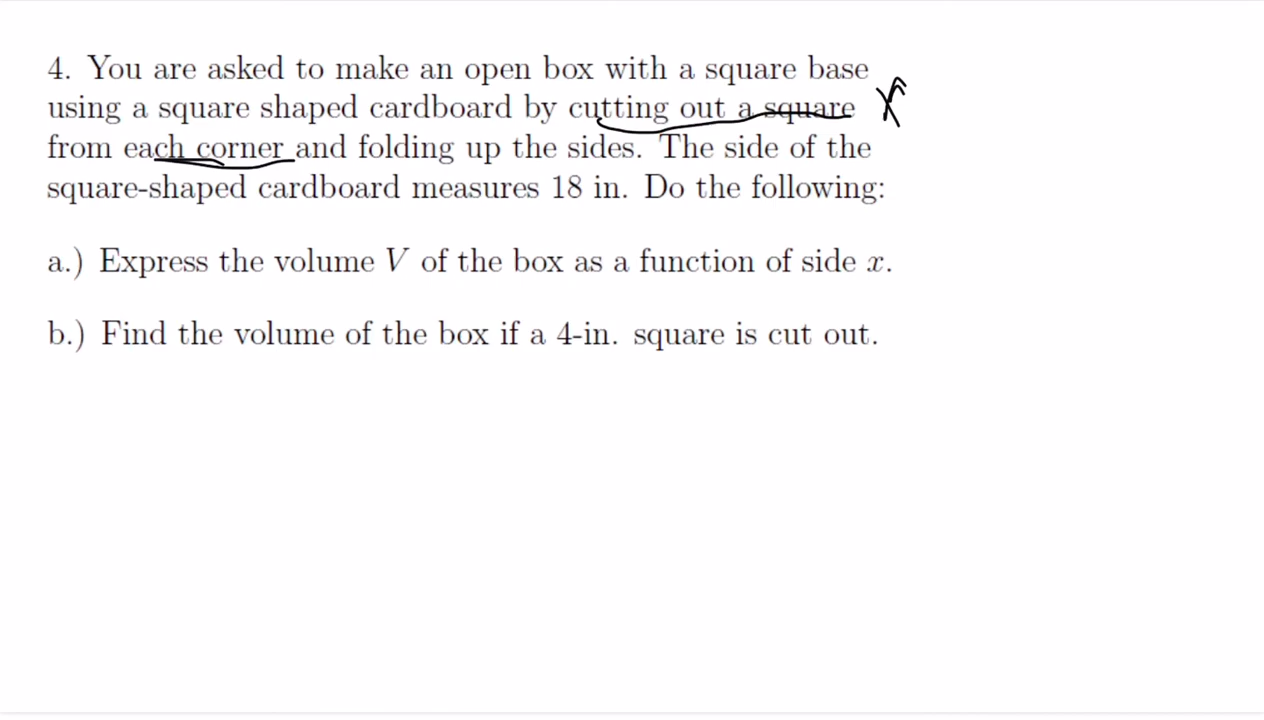 4. You are asked to make an open box with a square base
using a square shaped cardboard by cutting out a square
from each corner and folding up the sides. The side of the
square-shaped cardboard measures 18 in. Do the following:
a.) Express the volume V of the box as a function of side x.
b.) Find the volume of the box if a 4-in. square is cut out.